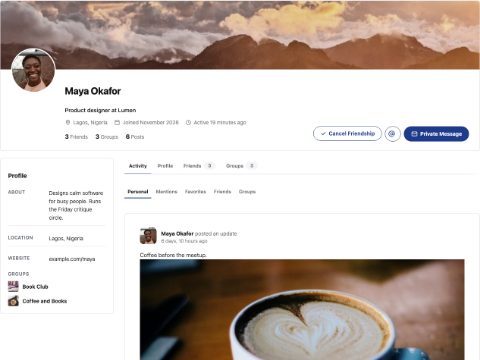 Maya Okafor
Product designer at Lumen
Lagos, Nigeria Joined November 2026 Active 19 minutes ago
3 Friends 3 Groups 6 Posts
Cancel Friendship
@ Private Message
Profile
ABOUT
Designs calm software
for busy people. Runs
the Friday critique
circle.
LOCATION
Lagos, Nigeria
WEBSITE
example.com/maya
GROUPS
Book Club
Coffee and Books
Activity Profile Friends 3 Groups 3
Personal Mentions Favorites Friends Groups
Maya Okafor posted an update
6 days, 10 hours ago
Coffee before the meetup.